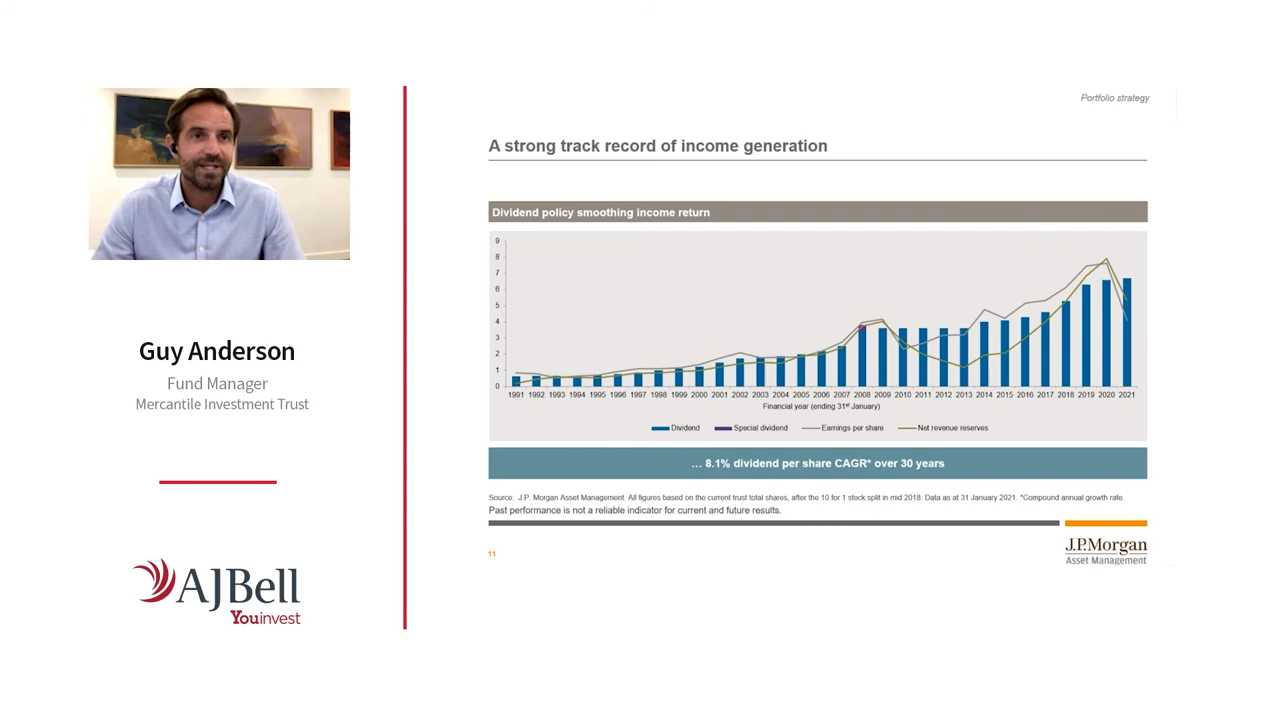 Portfolio strategy
A strong track record of income generation
Dividend policy smoothing income return
9
8
7
6
5
4
3
2
1
0
1991 1992 1993 1994 1995 1996 1997 1998 1999 2000 2001 2002 2003 2004 2005 2006 2007 2008 2009 2010 2011 2012 2013 2014 2015 2016 2017 2018 2019 2020 2021
Financial year (ending 31st January)
Dividend Special dividend Earnings per share Net revenue reserves
... 8.1% dividend per share CAGR* over 30 years
Source: J.P. Morgan Asset Management. All figures based on the current trust total shares, after the 10 for 1 stock split in mid 2018. Data as at 31 January 2021. *Compound annual growth rate.
Past performance is not a reliable indicator for current and future results.
11
J.P.Morgan
Asset Management
Guy Anderson
Fund Manager
Mercantile Investment Trust
AJBell
Youinvest